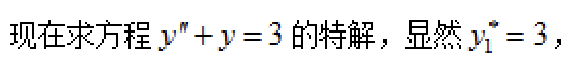 现在求方程 y″ + y = 3 的特解，显然 y₁* = 3，